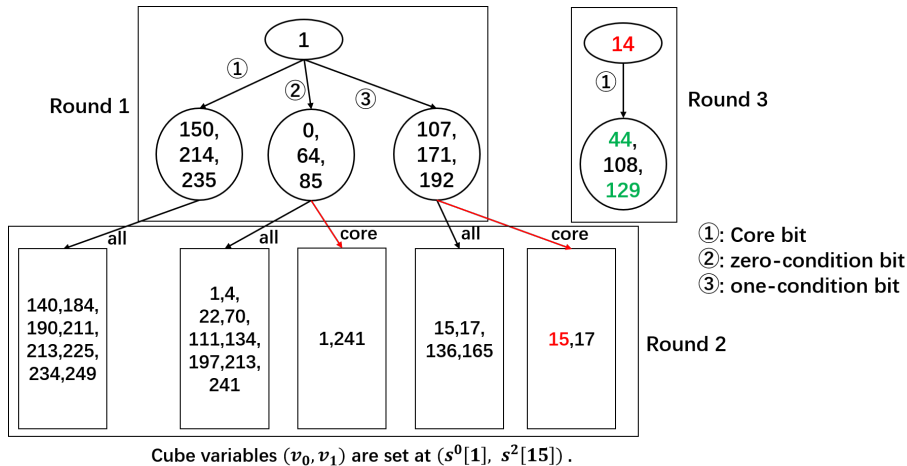 1
14
①
②
③
①
Round 1
Round 3
150,
214,
235
0,
64,
85
107,
171,
192
44,
108,
129
all
all
core
all
core
①: Core bit
②: zero-condition bit
③: one-condition bit
140,184,
190,211,
213,225,
234,249
1,4,
22,70,
111,134,
197,213,
241
1,241
15,17,
136,165
15,17
Round 2
Cube variables (v₀, v₁) are set at (s⁰[1], s²[15]) .